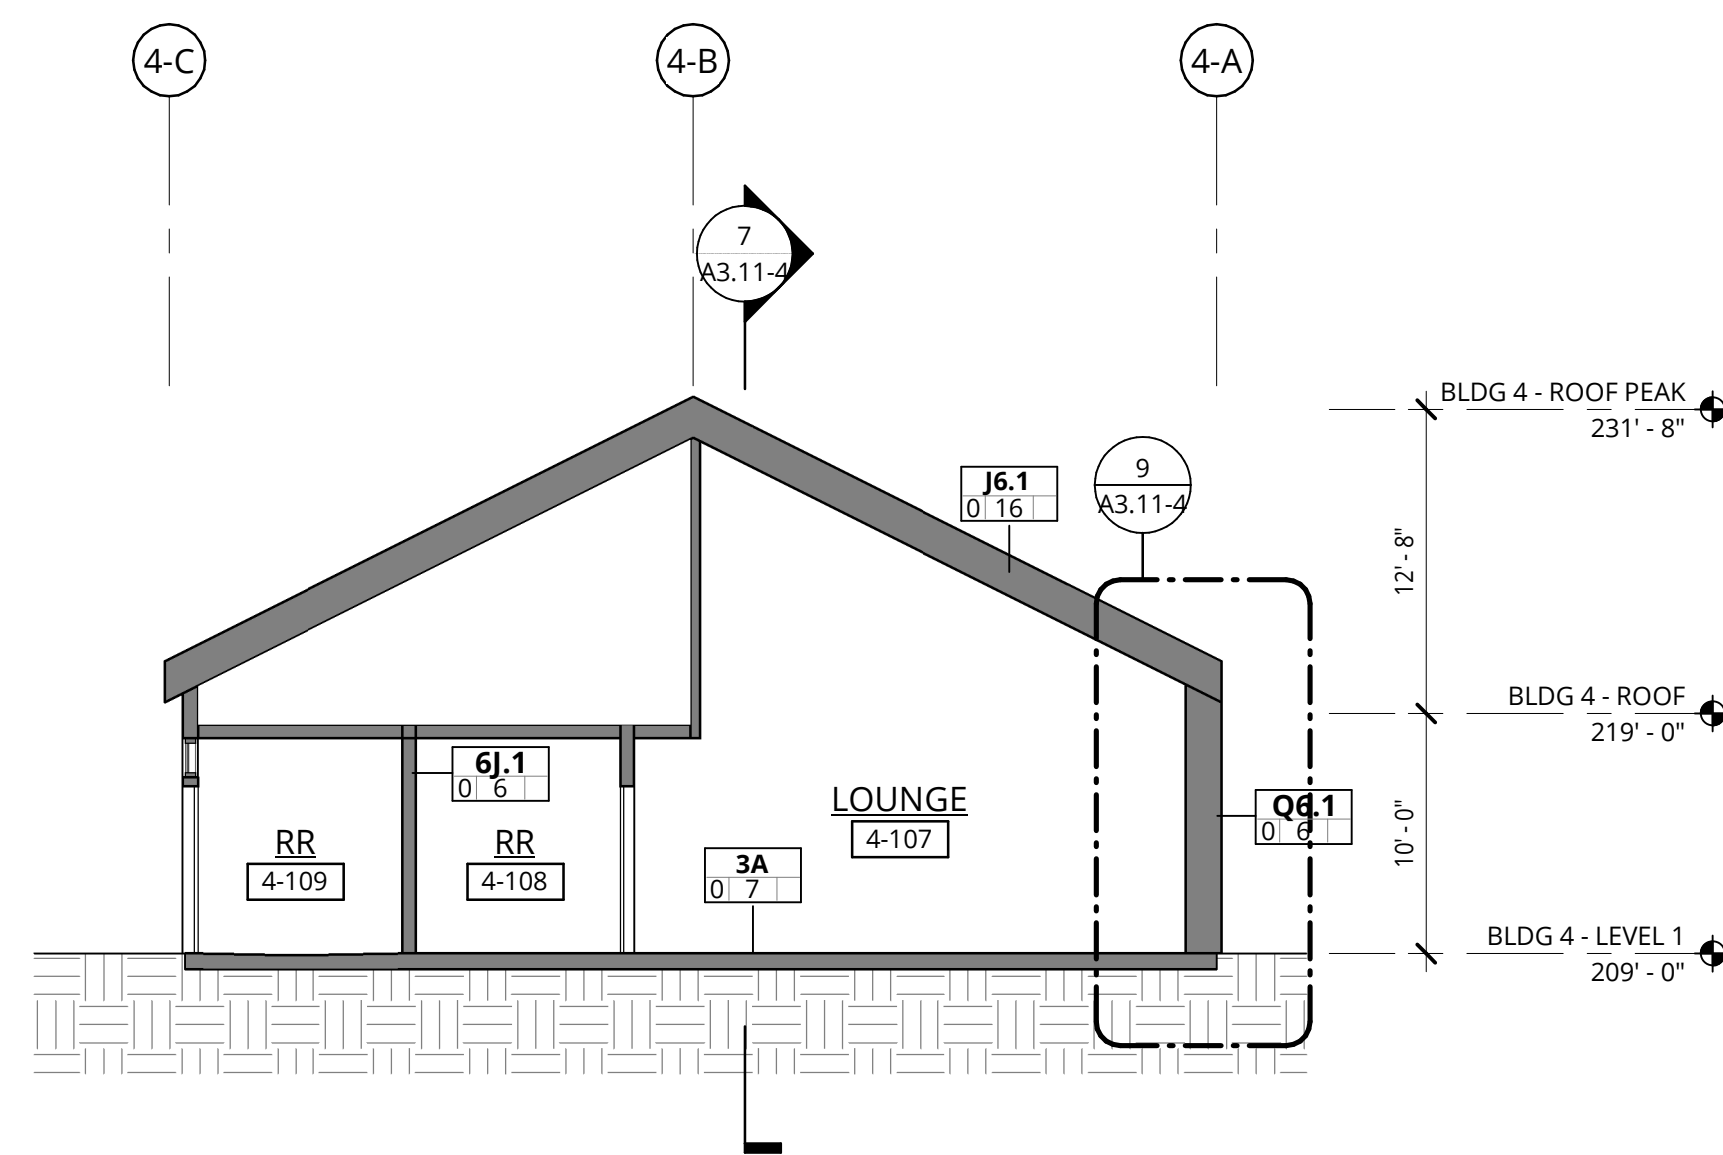 4-C
4-B
4-A
7
A3.11-4
BLDG 4 - ROOF PEAK
231' - 8"
9
A3.11-4
J6.1
0 16
12' - 8"
BLDG 4 - ROOF
219' - 0"
6J.1
0 6
LOUNGE
4-107
Q6.1
0 6
10' - 0"
RR
4-109
RR
4-108
3A
0 7
BLDG 4 - LEVEL 1
209' - 0"